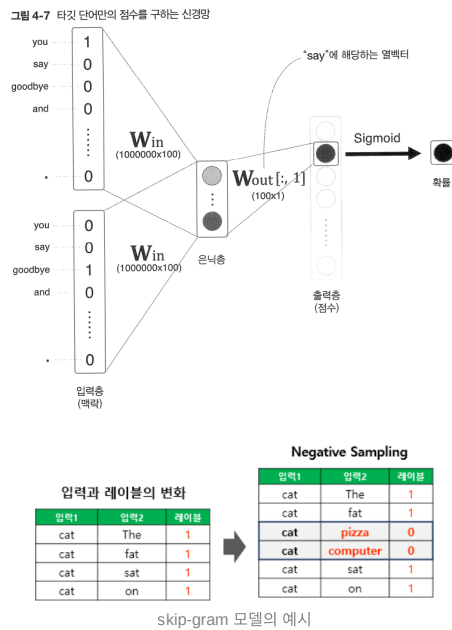 그림 4-7 타깃 단어만의 점수를 구하는 신경망
you 1
say 0
goodbye 0
and 0
. 0
Win
(1000000x100)
you 0
say 0
goodbye 1
and 0
. 0
Win
(1000000x100)
입력층
(맥락)
은닉층
"say"에 해당하는 열벡터
Wout [:, 1]
(100x1)
출력층
(점수)
Sigmoid
확률
입력과 레이블의 변화
입력1 입력2 레이블
cat The 1
cat fat 1
cat sat 1
cat on 1
Negative Sampling
입력1 입력2 레이블
cat The 1
cat fat 1
cat pizza 0
cat computer 0
cat sat 1
cat on 1
skip-gram 모델의 예시